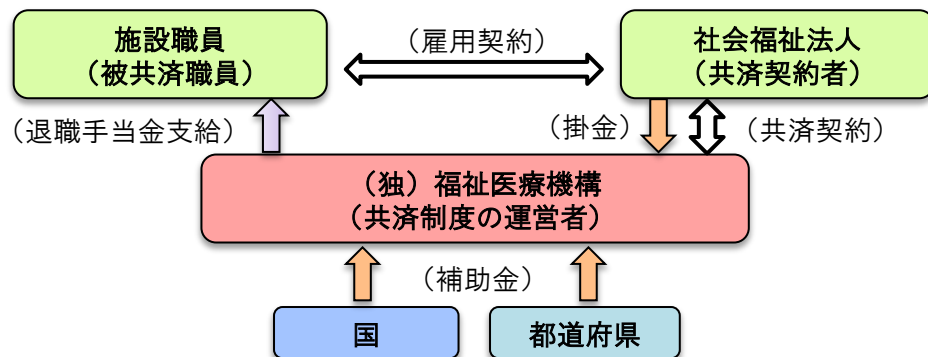 施設職員
（被共済職員）
（雇用契約）
社会福祉法人
（共済契約者）
（退職手当金支給）
（掛金）
（共済契約）
（独）福祉医療機構
（共済制度の運営者）
（補助金）
国
都道府県